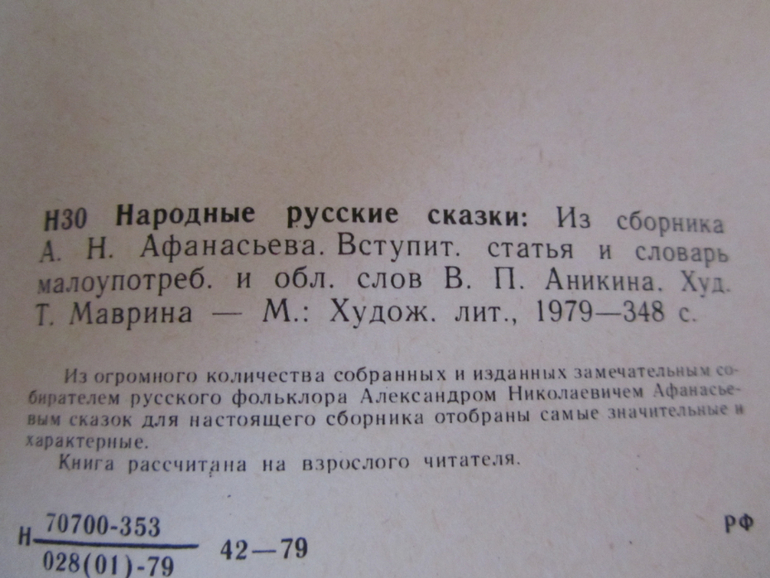 Н30 Народные русские сказки: Из сборника
А. Н. Афанасьева. Вступит. статья и словарь
малоупотреб. и обл. слов В. П. Аникина. Худ.
Т. Маврина — М.: Худож. лит., 1979—348 с.
Из огромного количества собранных и изданных замечательным со-
бирателем русского фольклора Александром Николаевичем Афанасье-
вым сказок для настоящего сборника отобраны самые значительные и
характерные.
Книга рассчитана на взрослого читателя.
Н 70700-353
028(01)-79 42—79
РФ